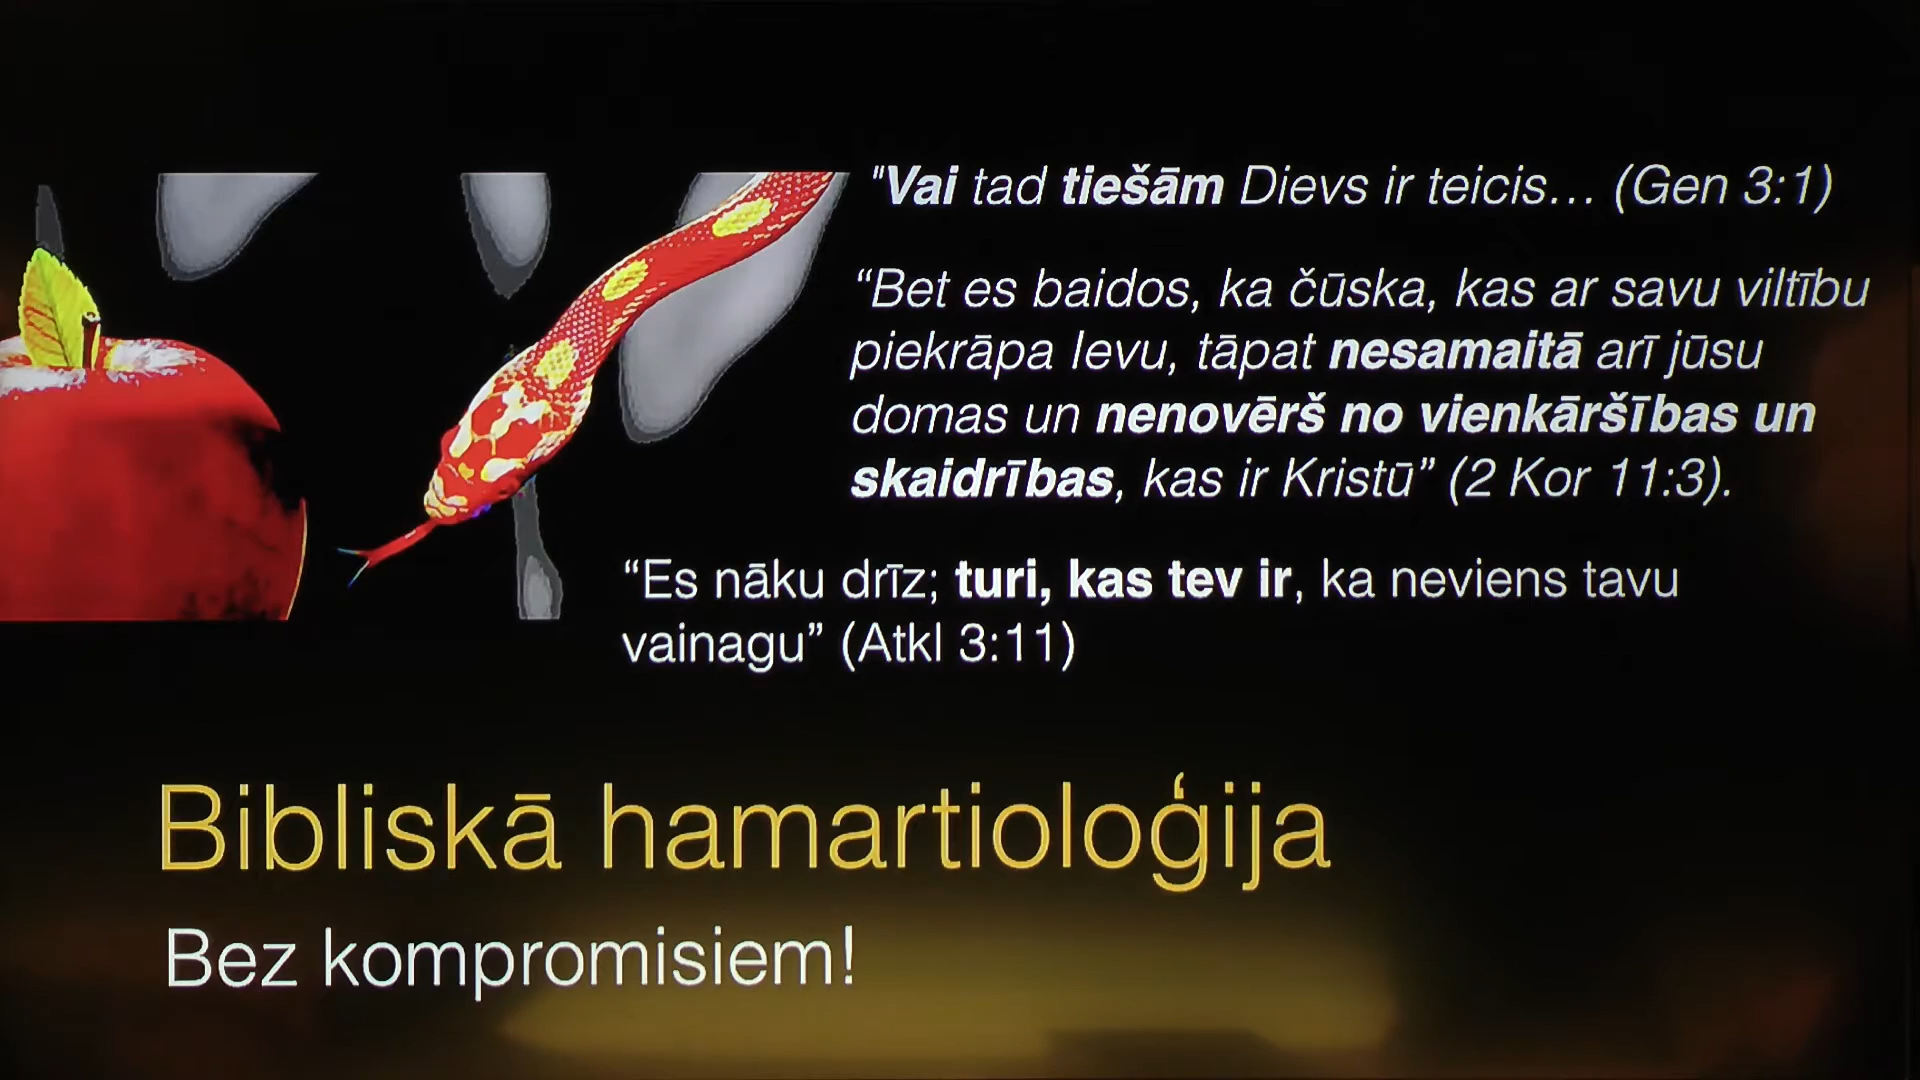 "Vai tad tiešām Dievs ir teicis... (Gen 3:1)
“Bet es baidos, ka čūska, kas ar savu viltību
piekrāpa Ievu, tāpat nesamaitā arī jūsu
domas un nenovērš no vienkāršības un
skaidrības, kas ir Kristū” (2 Kor 11:3).
“Es nāku drīz; turi, kas tev ir, ka neviens tavu
vainagu” (Atkl 3:11)
Bibliskā hamartioloģija
Bez kompromisiem!